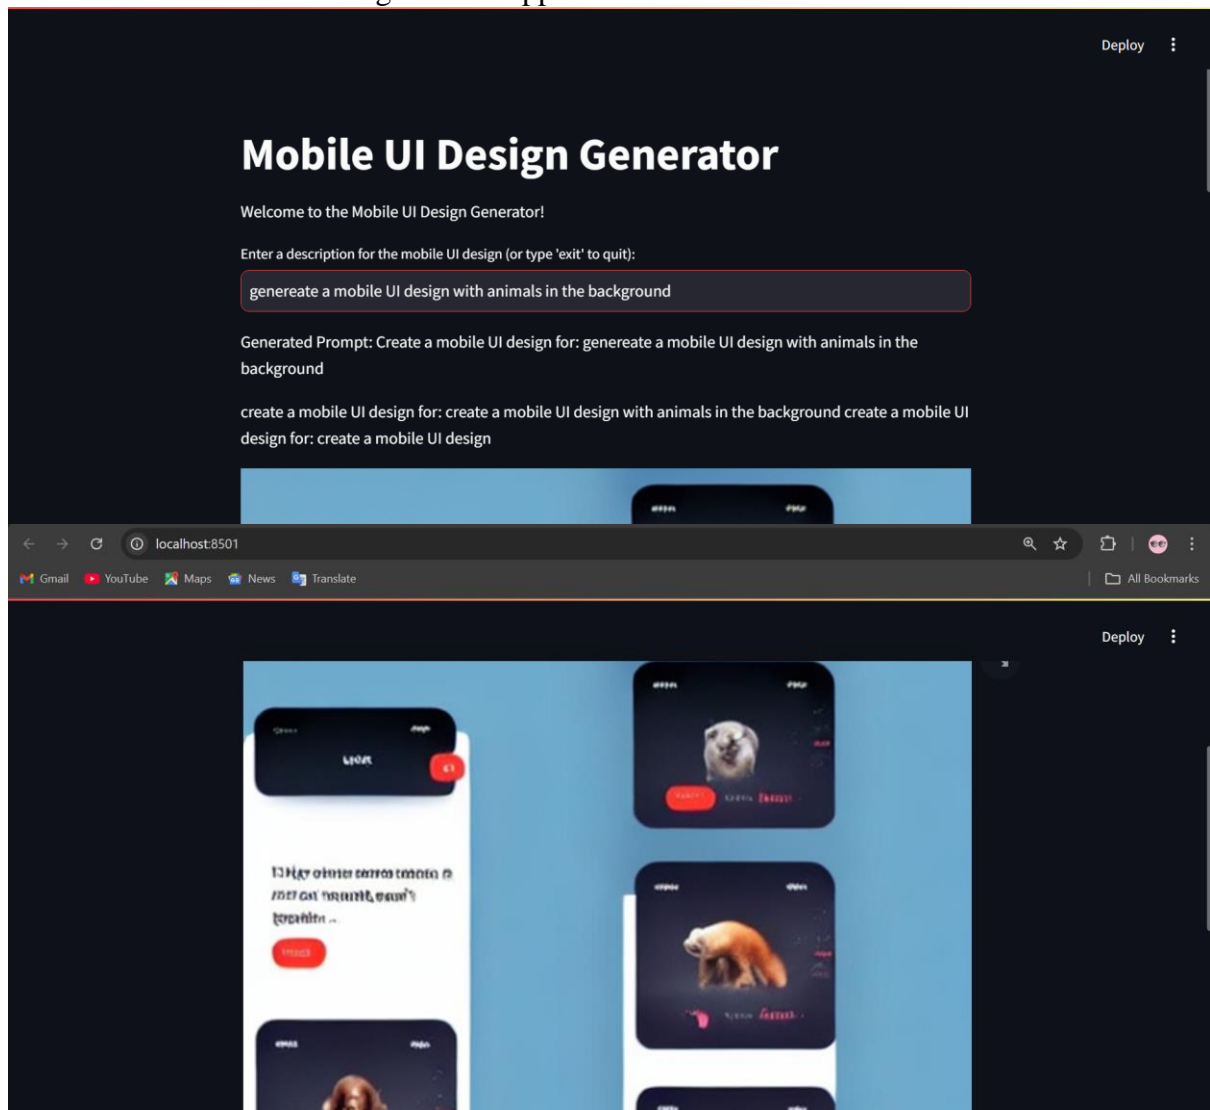 Deploy
Mobile UI Design Generator
Welcome to the Mobile UI Design Generator!
Enter a description for the mobile UI design (or type 'exit' to quit):
genereate a mobile UI design with animals in the background
Generated Prompt: Create a mobile UI design for: genereate a mobile UI design with animals in the
background
create a mobile UI design for: create a mobile UI design with animals in the background create a mobile UI
design for: create a mobile UI design
localhost:8501
Gmail YouTube Maps News Translate All Bookmarks
Deploy